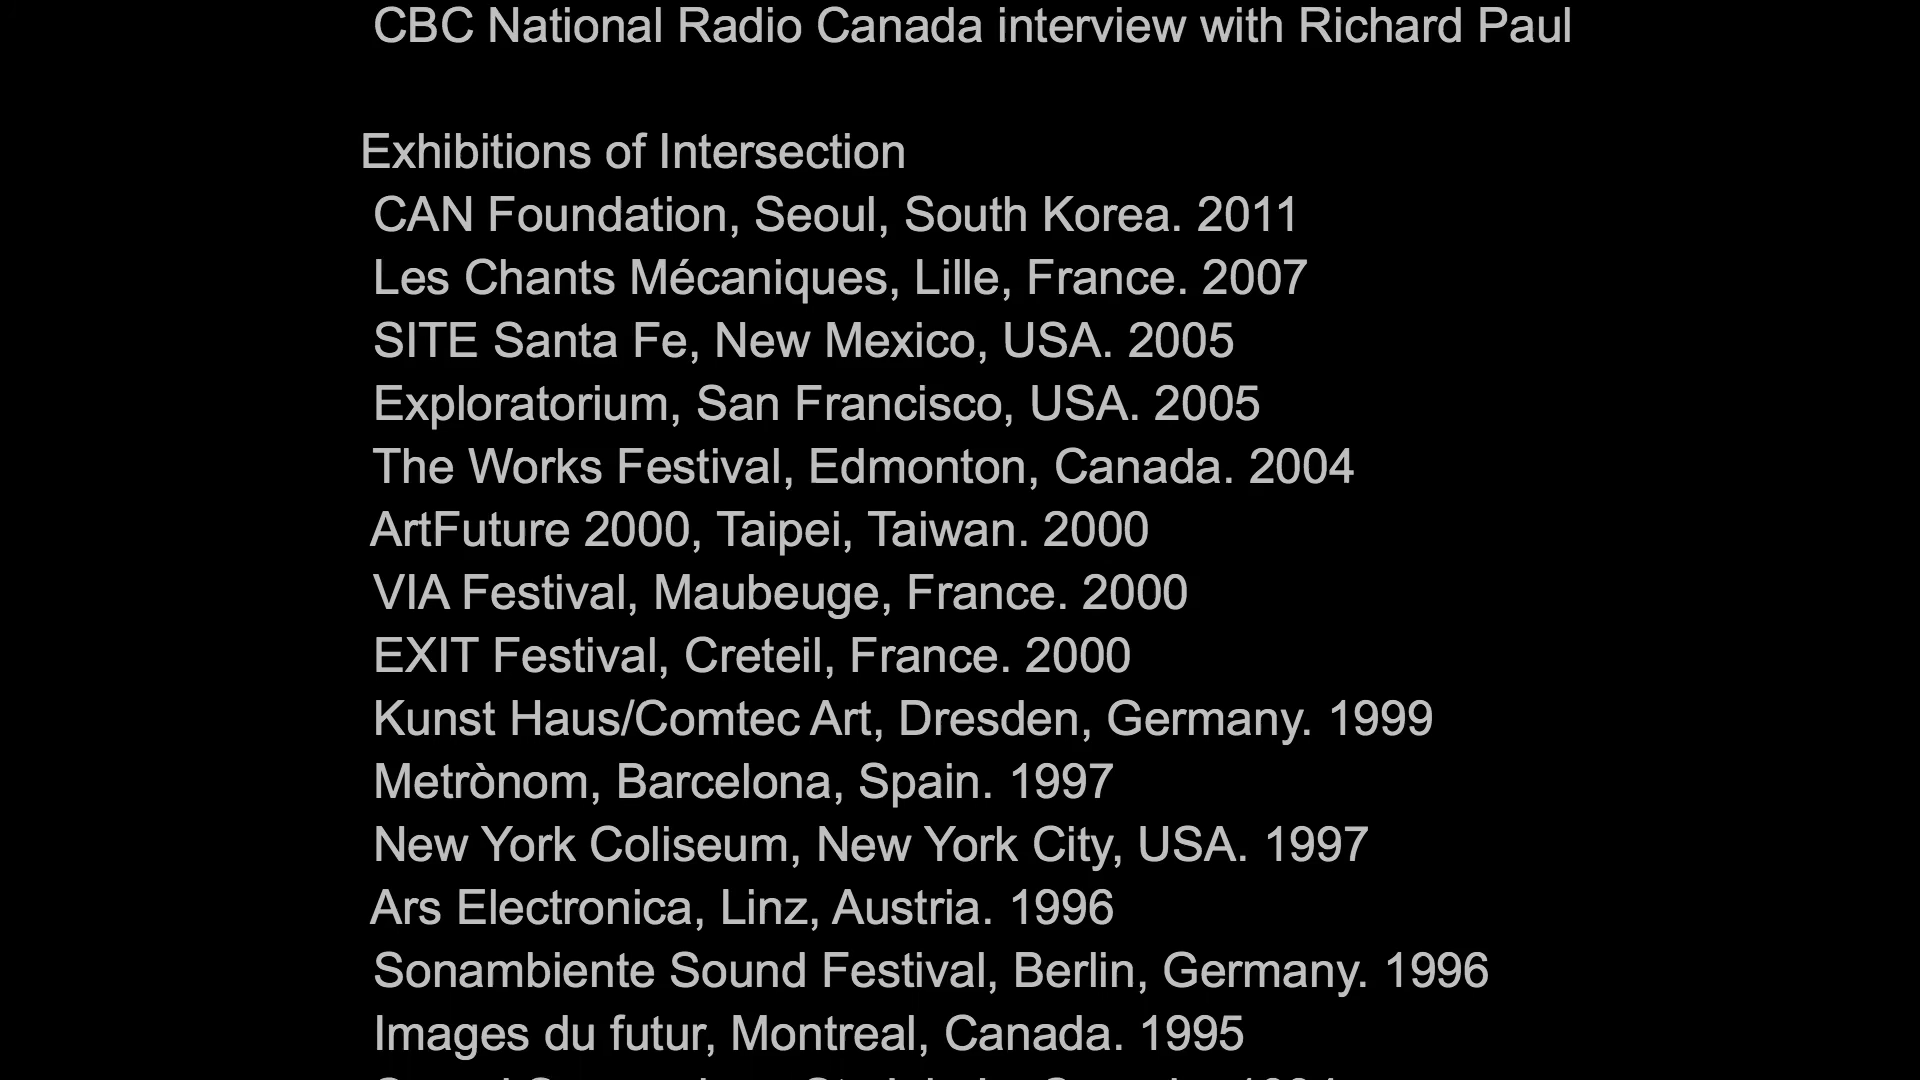 CBC National Radio Canada interview with Richard Paul
Exhibitions of Intersection
CAN Foundation, Seoul, South Korea. 2011
Les Chants Mécaniques, Lille, France. 2007
SITE Santa Fe, New Mexico, USA. 2005
Exploratorium, San Francisco, USA. 2005
The Works Festival, Edmonton, Canada. 2004
ArtFuture 2000, Taipei, Taiwan. 2000
VIA Festival, Maubeuge, France. 2000
EXIT Festival, Creteil, France. 2000
Kunst Haus/Comtec Art, Dresden, Germany. 1999
Metrònom, Barcelona, Spain. 1997
New York Coliseum, New York City, USA. 1997
Ars Electronica, Linz, Austria. 1996
Sonambiente Sound Festival, Berlin, Germany. 1996
Images du futur, Montreal, Canada. 1995